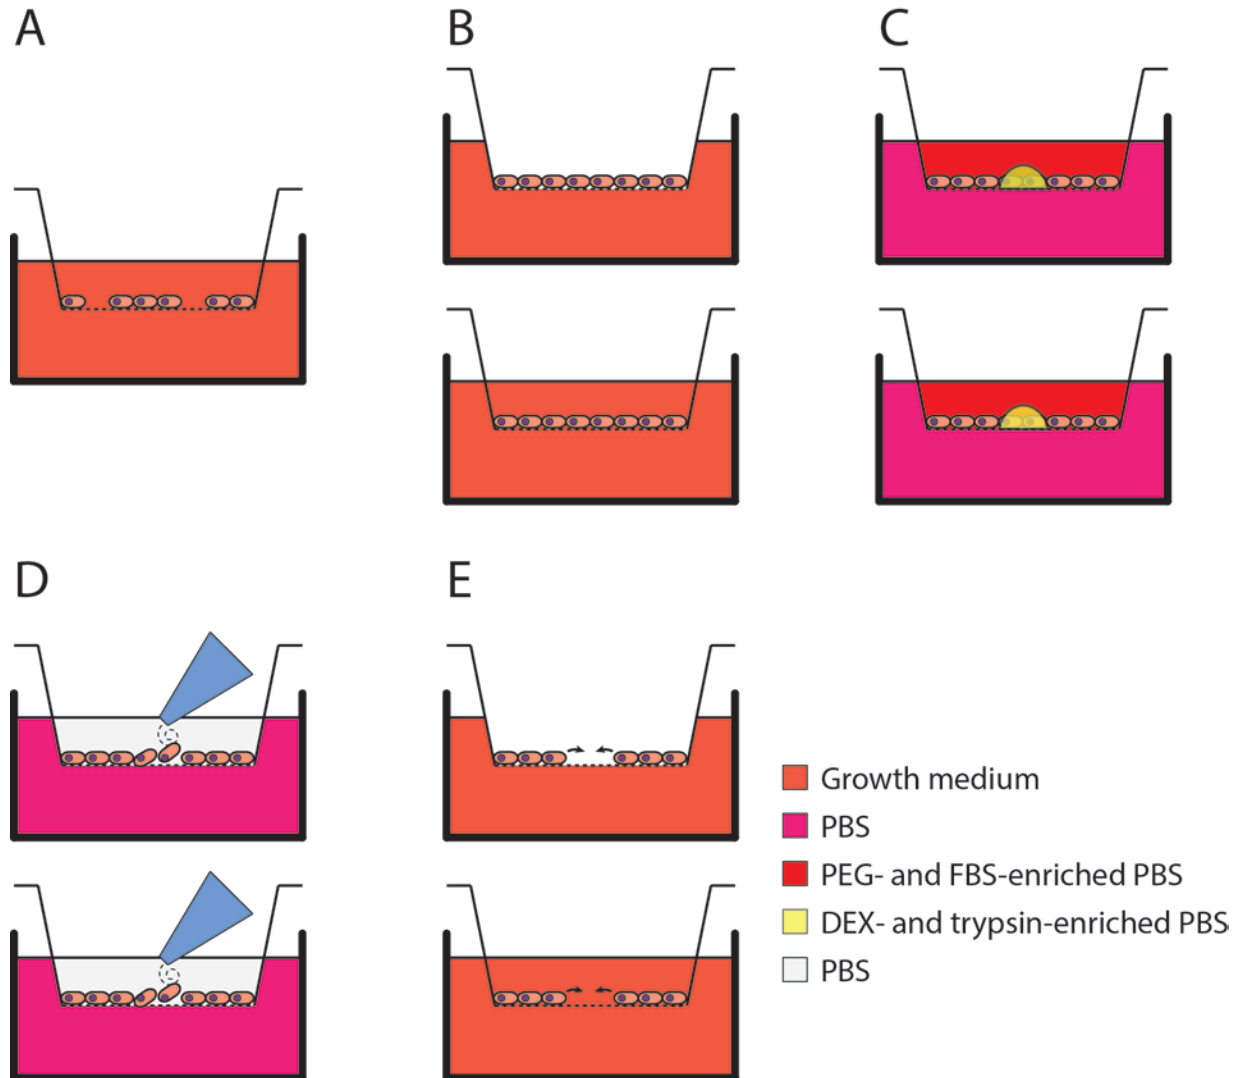 A
B
C
D
E
Growth medium
PBS
PEG- and FBS-enriched PBS
DEX- and trypsin-enriched PBS
PBS